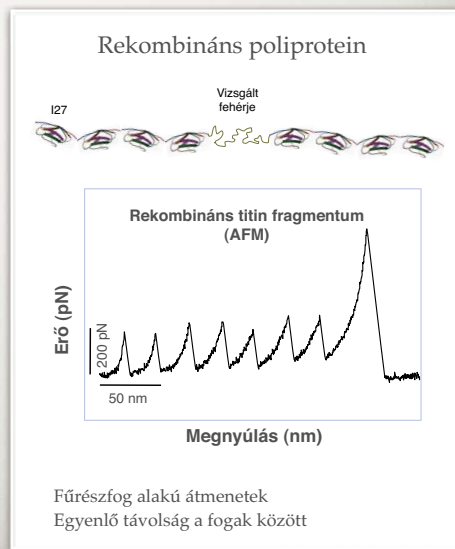 Rekombináns poliprotein
I27
Vizsgált
fehérje
Rekombináns titin fragmentum
(AFM)
Erő (pN)
200 pN
50 nm
Megnyúlás (nm)
Fűrészfog alakú átmenetek
Egyenlő távolság a fogak között